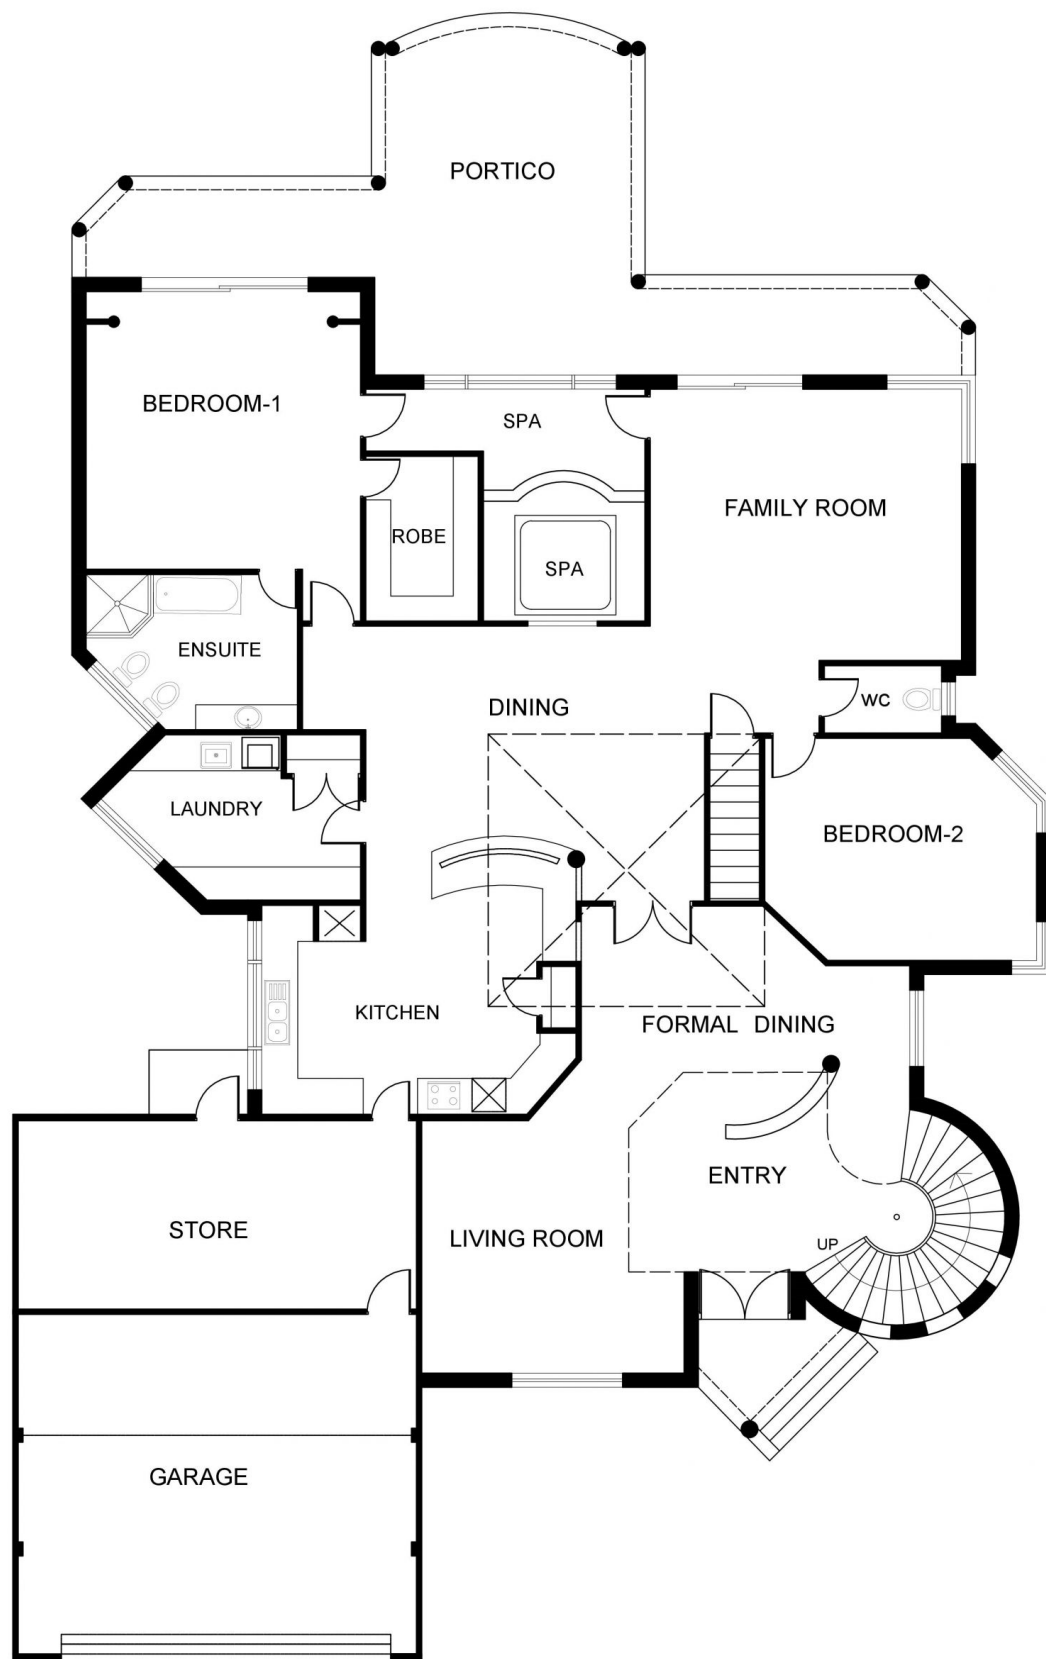 PORTICO
BEDROOM-1
SPA
FAMILY ROOM
ROBE
SPA
ENSUITE
WC
DINING
LAUNDRY
BEDROOM-2
KITCHEN
FORMAL DINING
ENTRY
STORE
LIVING ROOM
UP
GARAGE